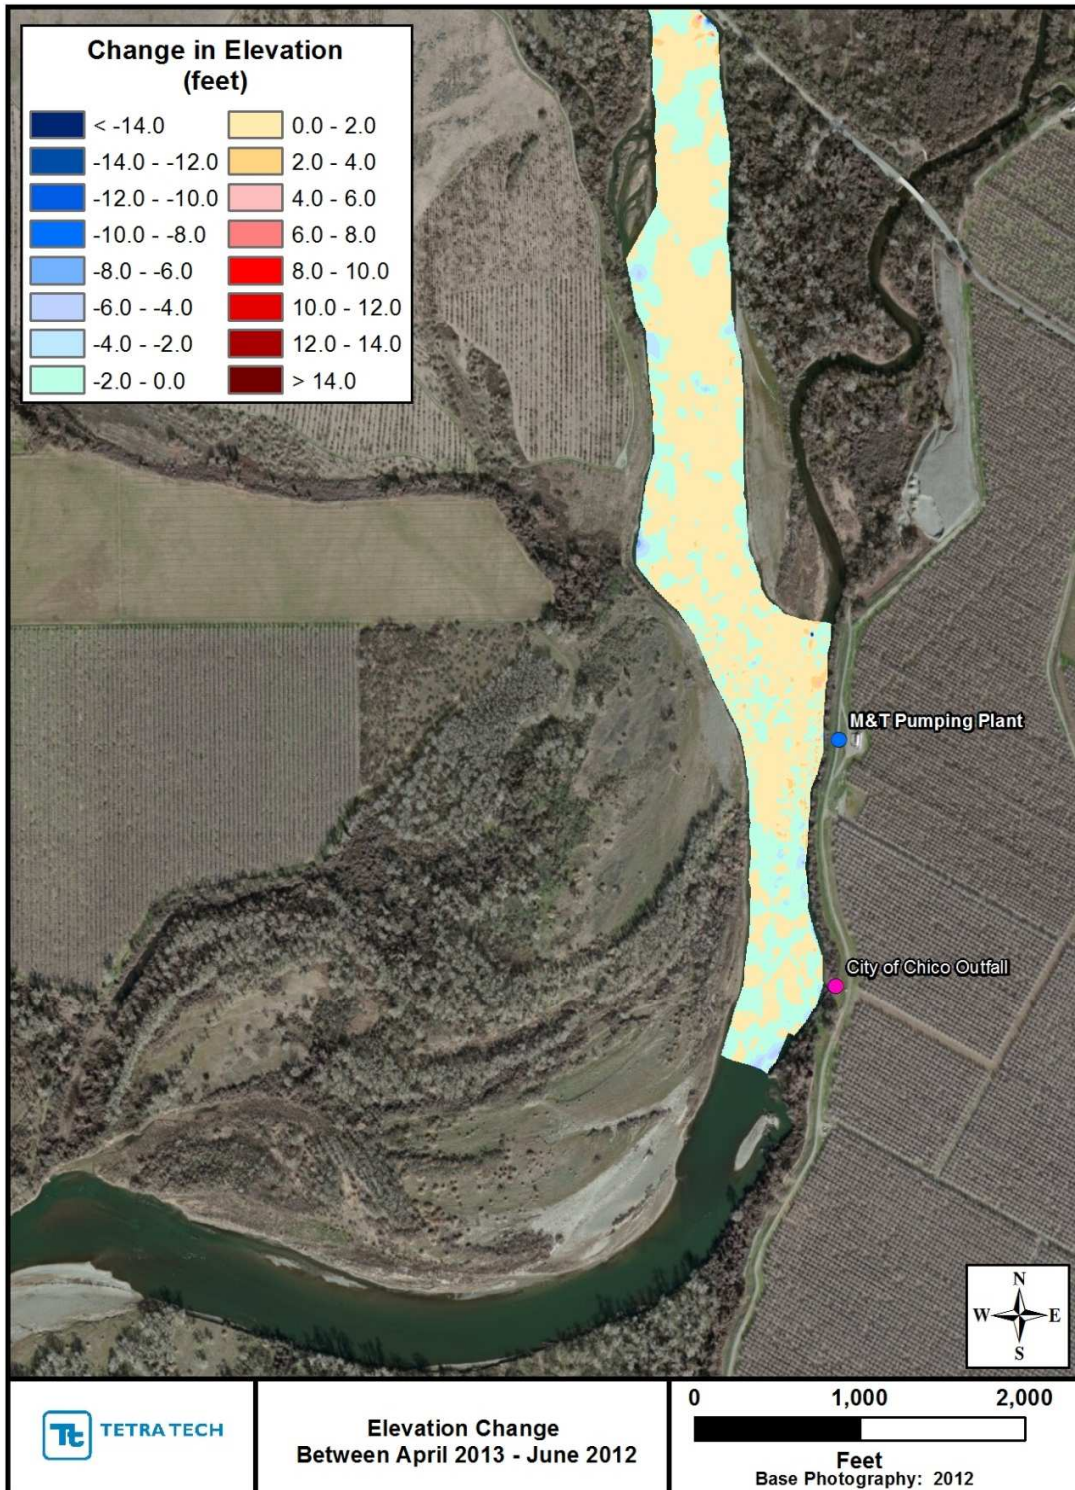 Change in Elevation
(feet)
< -14.0
-14.0 - -12.0
-12.0 - -10.0
-10.0 - -8.0
-8.0 - -6.0
-6.0 - -4.0
-4.0 - -2.0
-2.0 - 0.0
0.0 - 2.0
2.0 - 4.0
4.0 - 6.0
6.0 - 8.0
8.0 - 10.0
10.0 - 12.0
12.0 - 14.0
> 14.0
M&T Pumping Plant
City of Chico Outfall
N
W E
S
Tt TETRA TECH
Elevation Change
Between April 2013 - June 2012
0 1,000 2,000
Feet
Base Photography: 2012